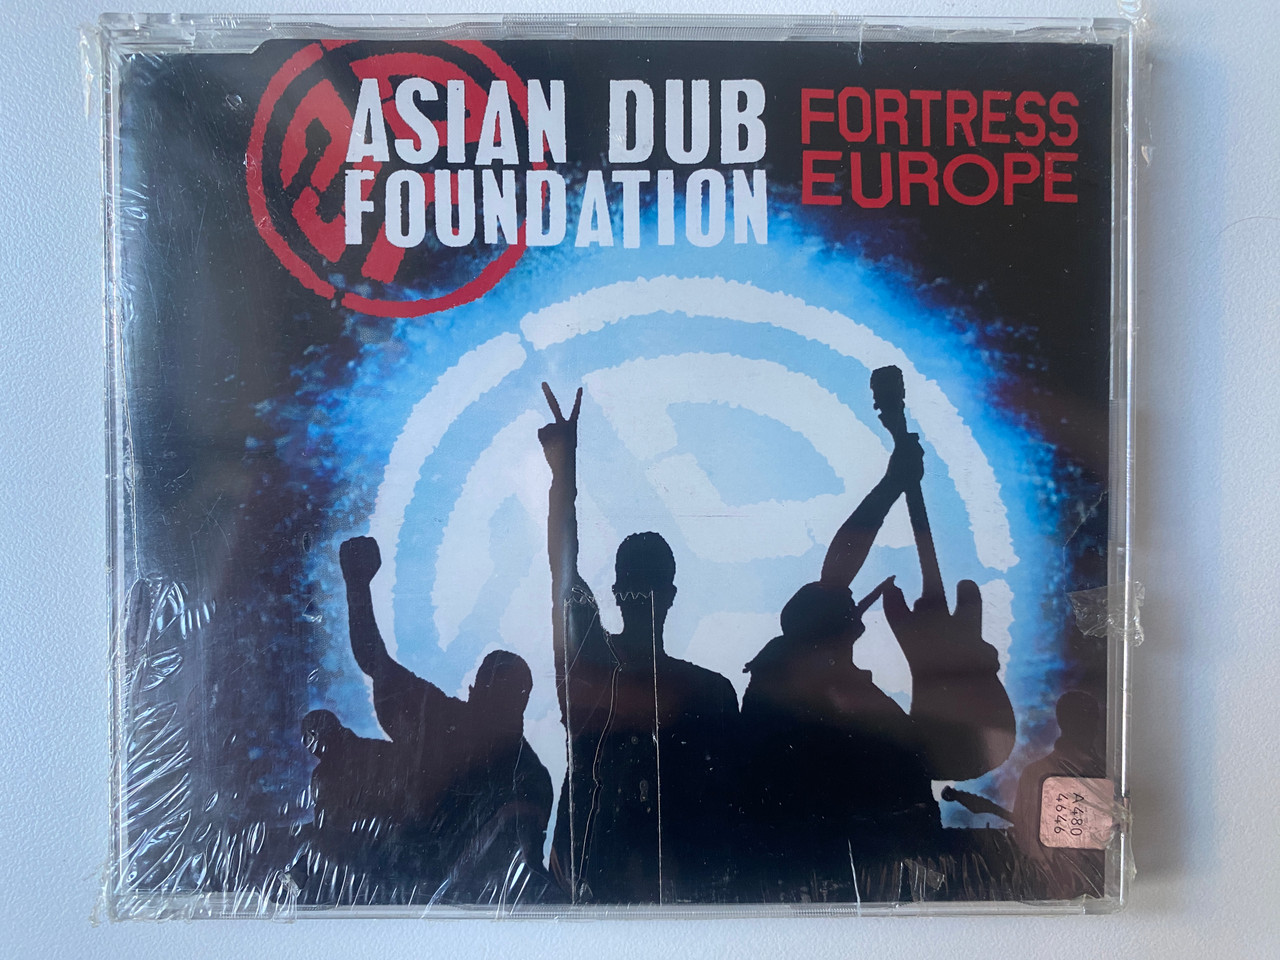 ASIAN DUB
FOUNDATION
FORTRESS
EUROPE
A480
4646